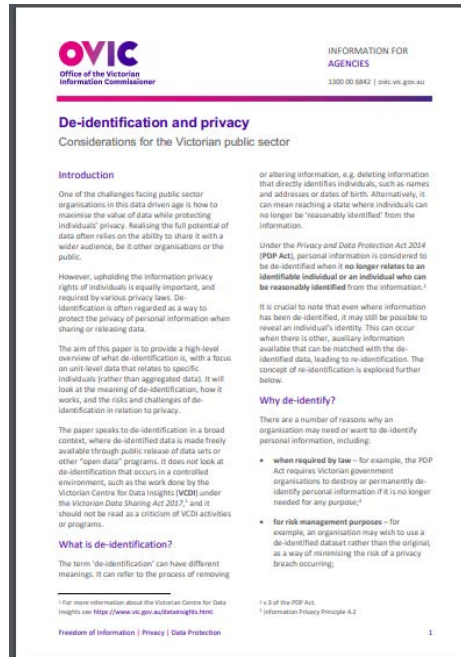 OVIC
Office of the Victorian
Information Commissioner
INFORMATION FOR
AGENCIES
1300 00 6842 | ovic.vic.gov.au
De-identification and privacy
Considerations for the Victorian public sector
Introduction
One of the challenges facing public sector
organisations in this data driven age is how to
maximise the value of data while protecting
individuals' privacy. Realising the full potential of
data often relies on the ability to share it with a
wider audience, be it other organisations or the
public.
However, upholding the information privacy
rights of individuals is equally important, and
required by various privacy laws. De-
identification is often regarded as a way to
protect the privacy of personal information when
sharing or releasing data.
The aim of this paper is to provide a high-level
overview of what de-identification is, with a focus
on unit-level data that relates to specific
individuals (rather than aggregated data). It will
look at the meaning of de-identification, how it
works, and the risks and challenges of de-
identification in relation to privacy.
The paper speaks to de-identification in a broad
context, where de-identified data is made freely
available through public release of data sets or
other "open data" programs. It does not look at
de-identification that occurs in a controlled
environment, such as the work done by the
Victorian Centre for Data Insights (VCDI) under
the Victorian Data Sharing Act 2017,¹ and it
should not be read as a criticism of VCDI activities
or programs.
What is de-identification?
The term 'de-identification' can have different
meanings. It can refer to the process of removing
¹ For more information about the Victorian Centre for Data
Insights see https://www.vic.gov.au/datainsights.html.
or altering information, e.g. deleting information
that directly identifies individuals, such as names
and addresses or dates of birth. Alternatively, it
can mean reaching a state where individuals can
no longer be 'reasonably identified' from the
information.
Under the Privacy and Data Protection Act 2014
(PDP Act), personal information is considered to
be de-identified when it no longer relates to an
identifiable individual or an individual who can
be reasonably identified from the information.²
It is crucial to note that even where information
has been de-identified, it may still be possible to
reveal an individual's identity. This can occur
when there is other, auxiliary information
available that can be matched with the de-
identified data, leading to re-identification. The
concept of re-identification is explored further
below.
Why de-identify?
There are a number of reasons why an
organisation may need or want to de-identify
personal information, including:
• when required by law – for example, the PDP
Act requires Victorian government
organisations to destroy or permanently de-
identify personal information if it is no longer
needed for any purpose;³
• for risk management purposes – for
example, an organisation may wish to use a
de-identified dataset rather than the original,
as a way of minimising the risk of a privacy
breach occurring;
² s 3 of the PDP Act.
³ Information Privacy Principle 4.2
Freedom of Information | Privacy | Data Protection
1